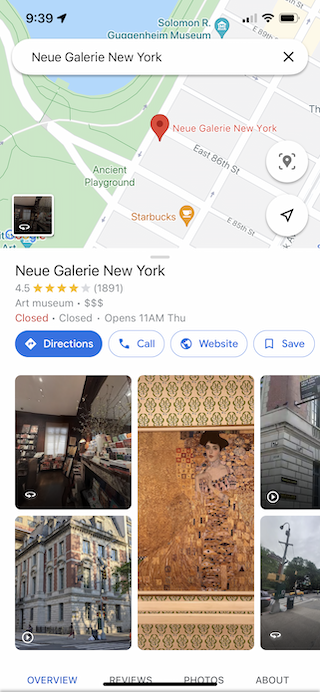 9:39
Solomon R.
Guggenheim Museum
E 89th
Neue Galerie New York
Neue Galerie New York
East 86th St
Ancient
Playground
Starbucks
E 85th St
Google
Neue Galerie New York
4.5 (1891)
Art museum • $$$
Closed • Closed • Opens 11AM Thu
Directions
Call
Website
Save
OVERVIEW
REVIEWS
PHOTOS
ABOUT